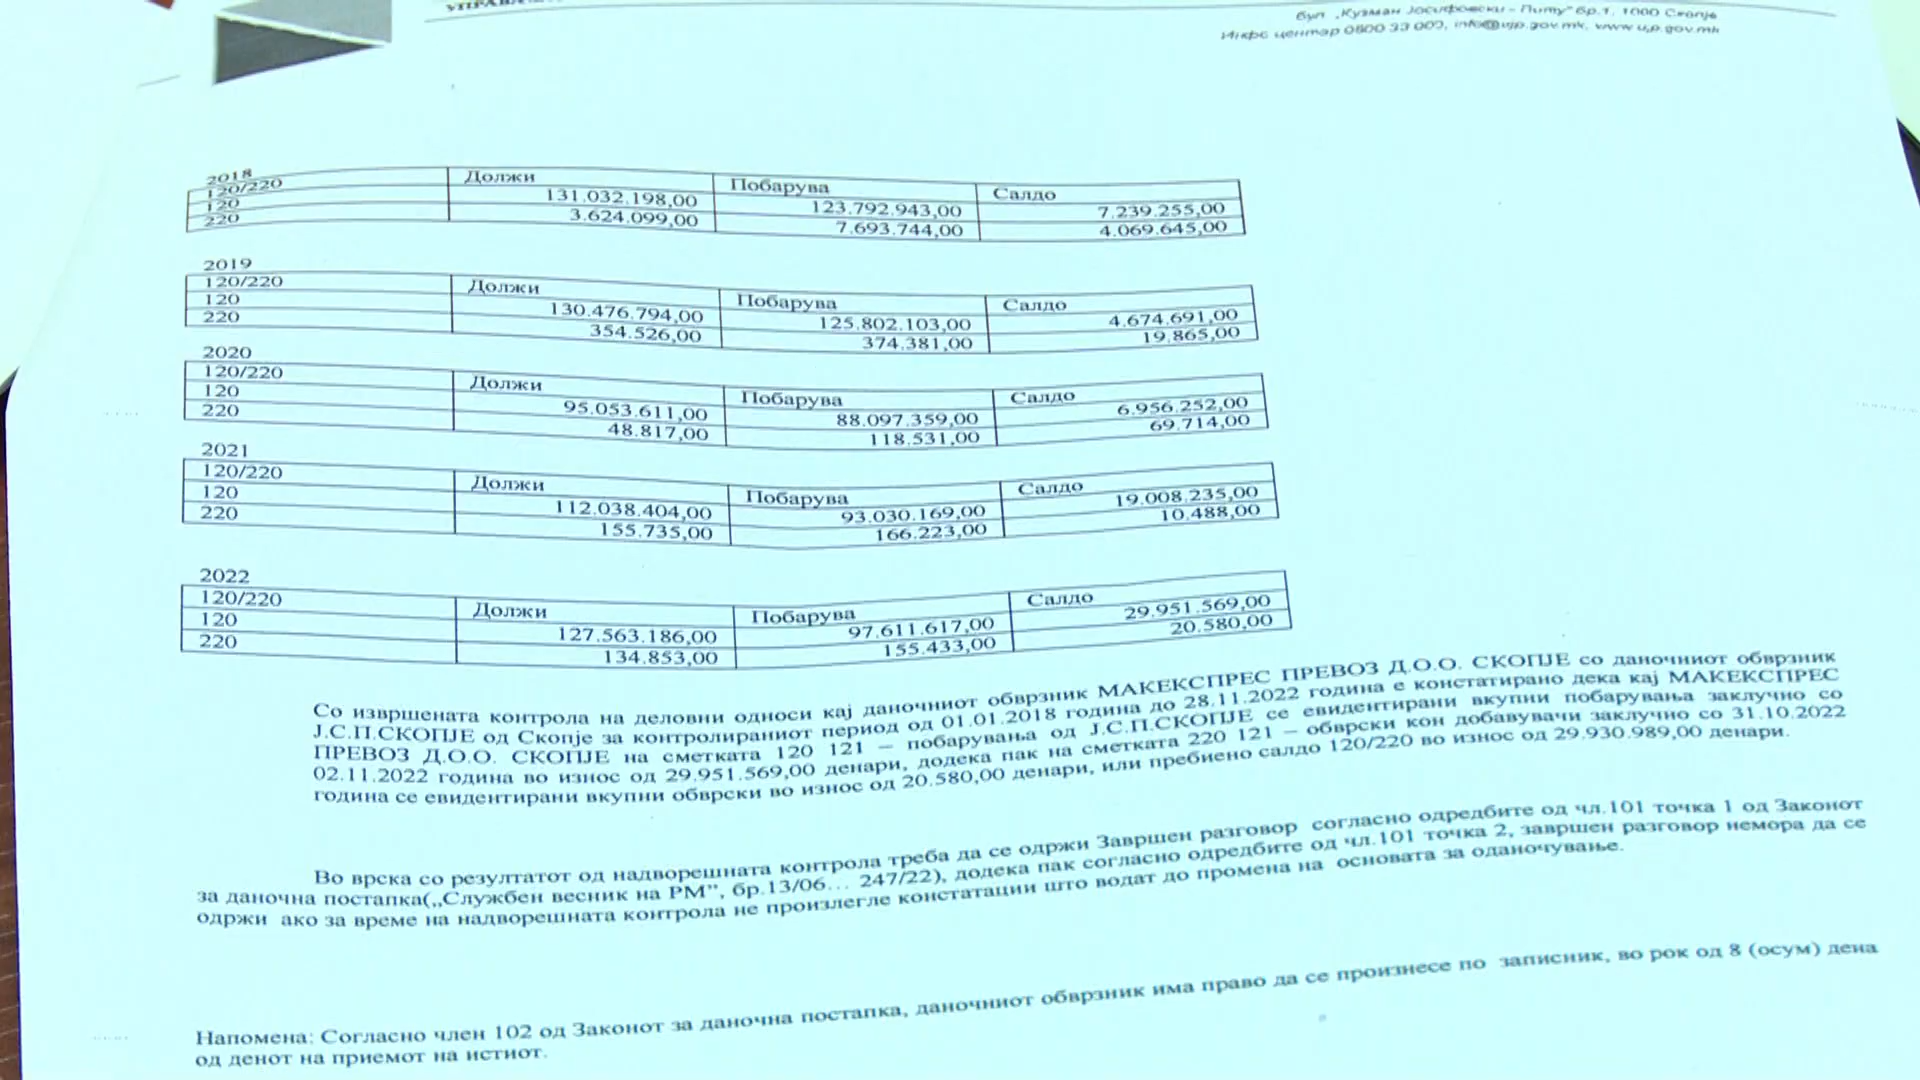 бул. „Кузман Јосифовски - Питу" бр.1, 1000 Скопје
Инфо центар 0800 33 000, info@ujp.gov.mk, www.ujp.gov.mk
2018
120/220 Должи Побарува Салдо
120 131.032.198,00 123.792.943,00 7.239.255,00
220 3.624.099,00 7.693.744,00 4.069.645,00
2019
120/220 Должи Побарува Салдо
120 130.476.794,00 125.802.103,00 4.674.691,00
220 354.526,00 374.381,00 19.865,00
2020
120/220 Должи Побарува Салдо
120 95.053.611,00 88.097.359,00 6.956.252,00
220 48.817,00 118.531,00 69.714,00
2021
120/220 Должи Побарува Салдо
120 112.038.404,00 93.030.169,00 19.008.235,00
220 155.735,00 166.223,00 10.488,00
2022
120/220 Должи Побарува Салдо
120 127.563.186,00 97.611.617,00 29.951.569,00
220 134.853,00 155.433,00 20.580,00
Со извршената контрола на деловни односи кај даночниот обврзник МАКЕКСПРЕС ПРЕВОЗ Д.О.О. СКОПЈЕ со даночниот обврзник
Ј.С.П.СКОПЈЕ од Скопје за контролираниот период од 01.01.2018 година до 28.11.2022 година е констатирано дека кај МАКЕКСПРЕС
ПРЕВОЗ Д.О.О. СКОПЈЕ на сметката 120 121 – побарувања од Ј.С.П.СКОПЈЕ се евидентирани вкупни побарувања заклучно со
02.11.2022 година во износ од 29.951.569,00 денари, додека пак на сметката 220 121 – обврски кон добавувачи заклучно со 31.10.2022
година се евидентирани вкупни обврски во износ од 20.580,00 денари, или пребиено салдо 120/220 во износ од 29.930.989,00 денари.
Во врска со резултатот од надворешната контрола треба да се одржи Завршен разговор согласно одредбите од чл.101 точка 1 од Законот
за даночна постапка(„Службен весник на РМ", бр.13/06... 247/22), додека пак согласно одредбите од чл.101 точка 2, завршен разговор немора да се
одржи ако за време на надворешната контрола не произлегле констатации што водат до промена на основата за оданочување.
Напомена: Согласно член 102 од Законот за даночна постапка, даночниот обврзник има право да се произнесе по записник, во рок од 8 (осум) дена
од денот на приемот на истиот.